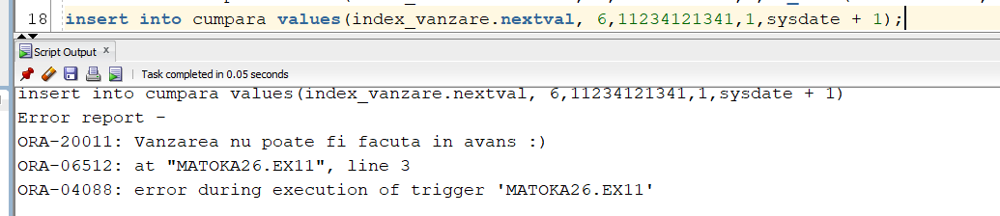 18 insert into cumpara values(index_vanzare.nextval, 6,11234121341,1,sysdate + 1);
Script Output x
Task completed in 0.05 seconds
insert into cumpara values(index_vanzare.nextval, 6,11234121341,1,sysdate + 1)
Error report -
ORA-20011: Vanzarea nu poate fi facuta in avans :)
ORA-06512: at "MATOKA26.EX11", line 3
ORA-04088: error during execution of trigger 'MATOKA26.EX11'